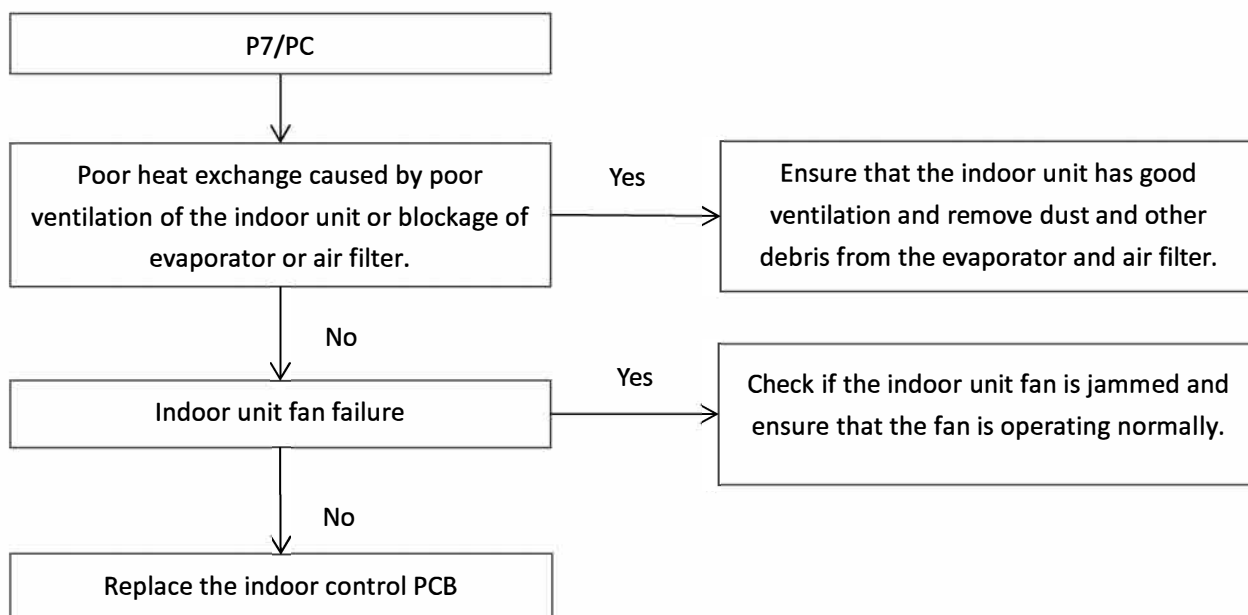 P7/PC
Poor heat exchange caused by poor
ventilation of the indoor unit or blockage of
evaporator or air filter.
Yes
Ensure that the indoor unit has good
ventilation and remove dust and other
debris from the evaporator and air filter.
No
Indoor unit fan failure
Yes
Check if the indoor unit fan is jammed and
ensure that the fan is operating normally.
No
Replace the indoor control PCB